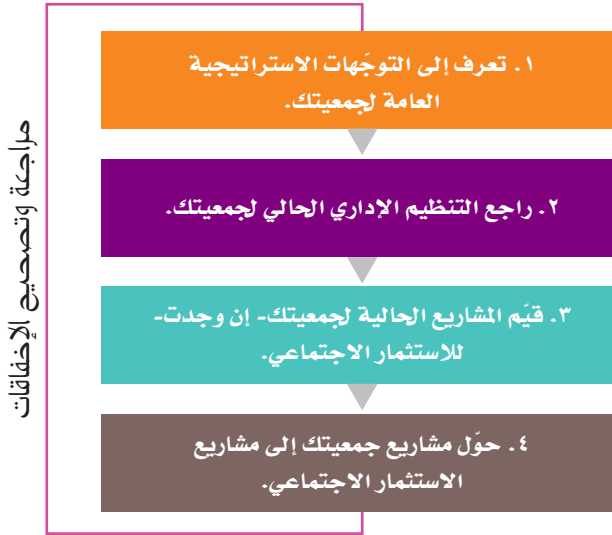 ١. تعرف إلى التوجّهات الاستراتيجية
العامة لجمعيتك.
٢. راجع التنظيم الإداري الحالي لجمعيتك.
٣. قيّم المشاريع الحالية لجمعيتك- إن وجدت-
للاستثمار الاجتماعي.
٤. حوّل مشاريع جمعيتك إلى مشاريع
الاستثمار الاجتماعي.
مراجعة وتصحيح الإخفاقات